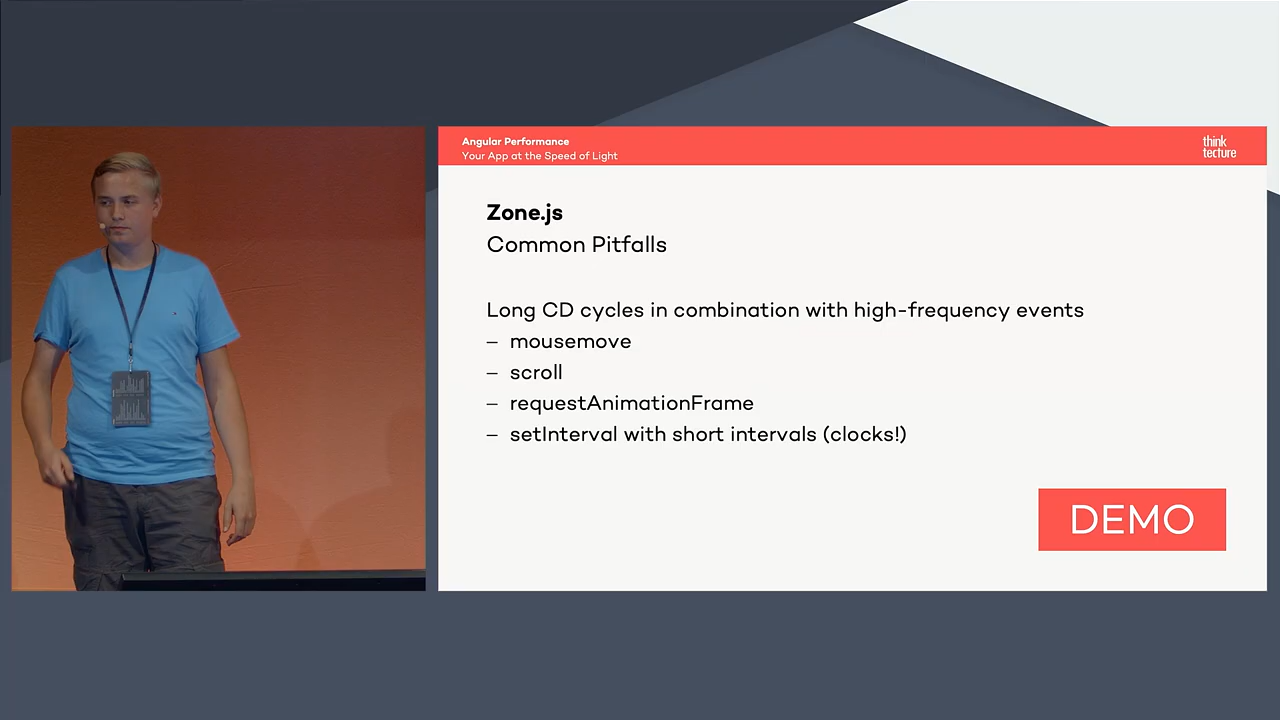 Angular Performance
Your App at the Speed of Light
think
tecture
Zone.js
Common Pitfalls
Long CD cycles in combination with high-frequency events
– mousemove
– scroll
– requestAnimationFrame
– setInterval with short intervals (clocks!)
DEMO